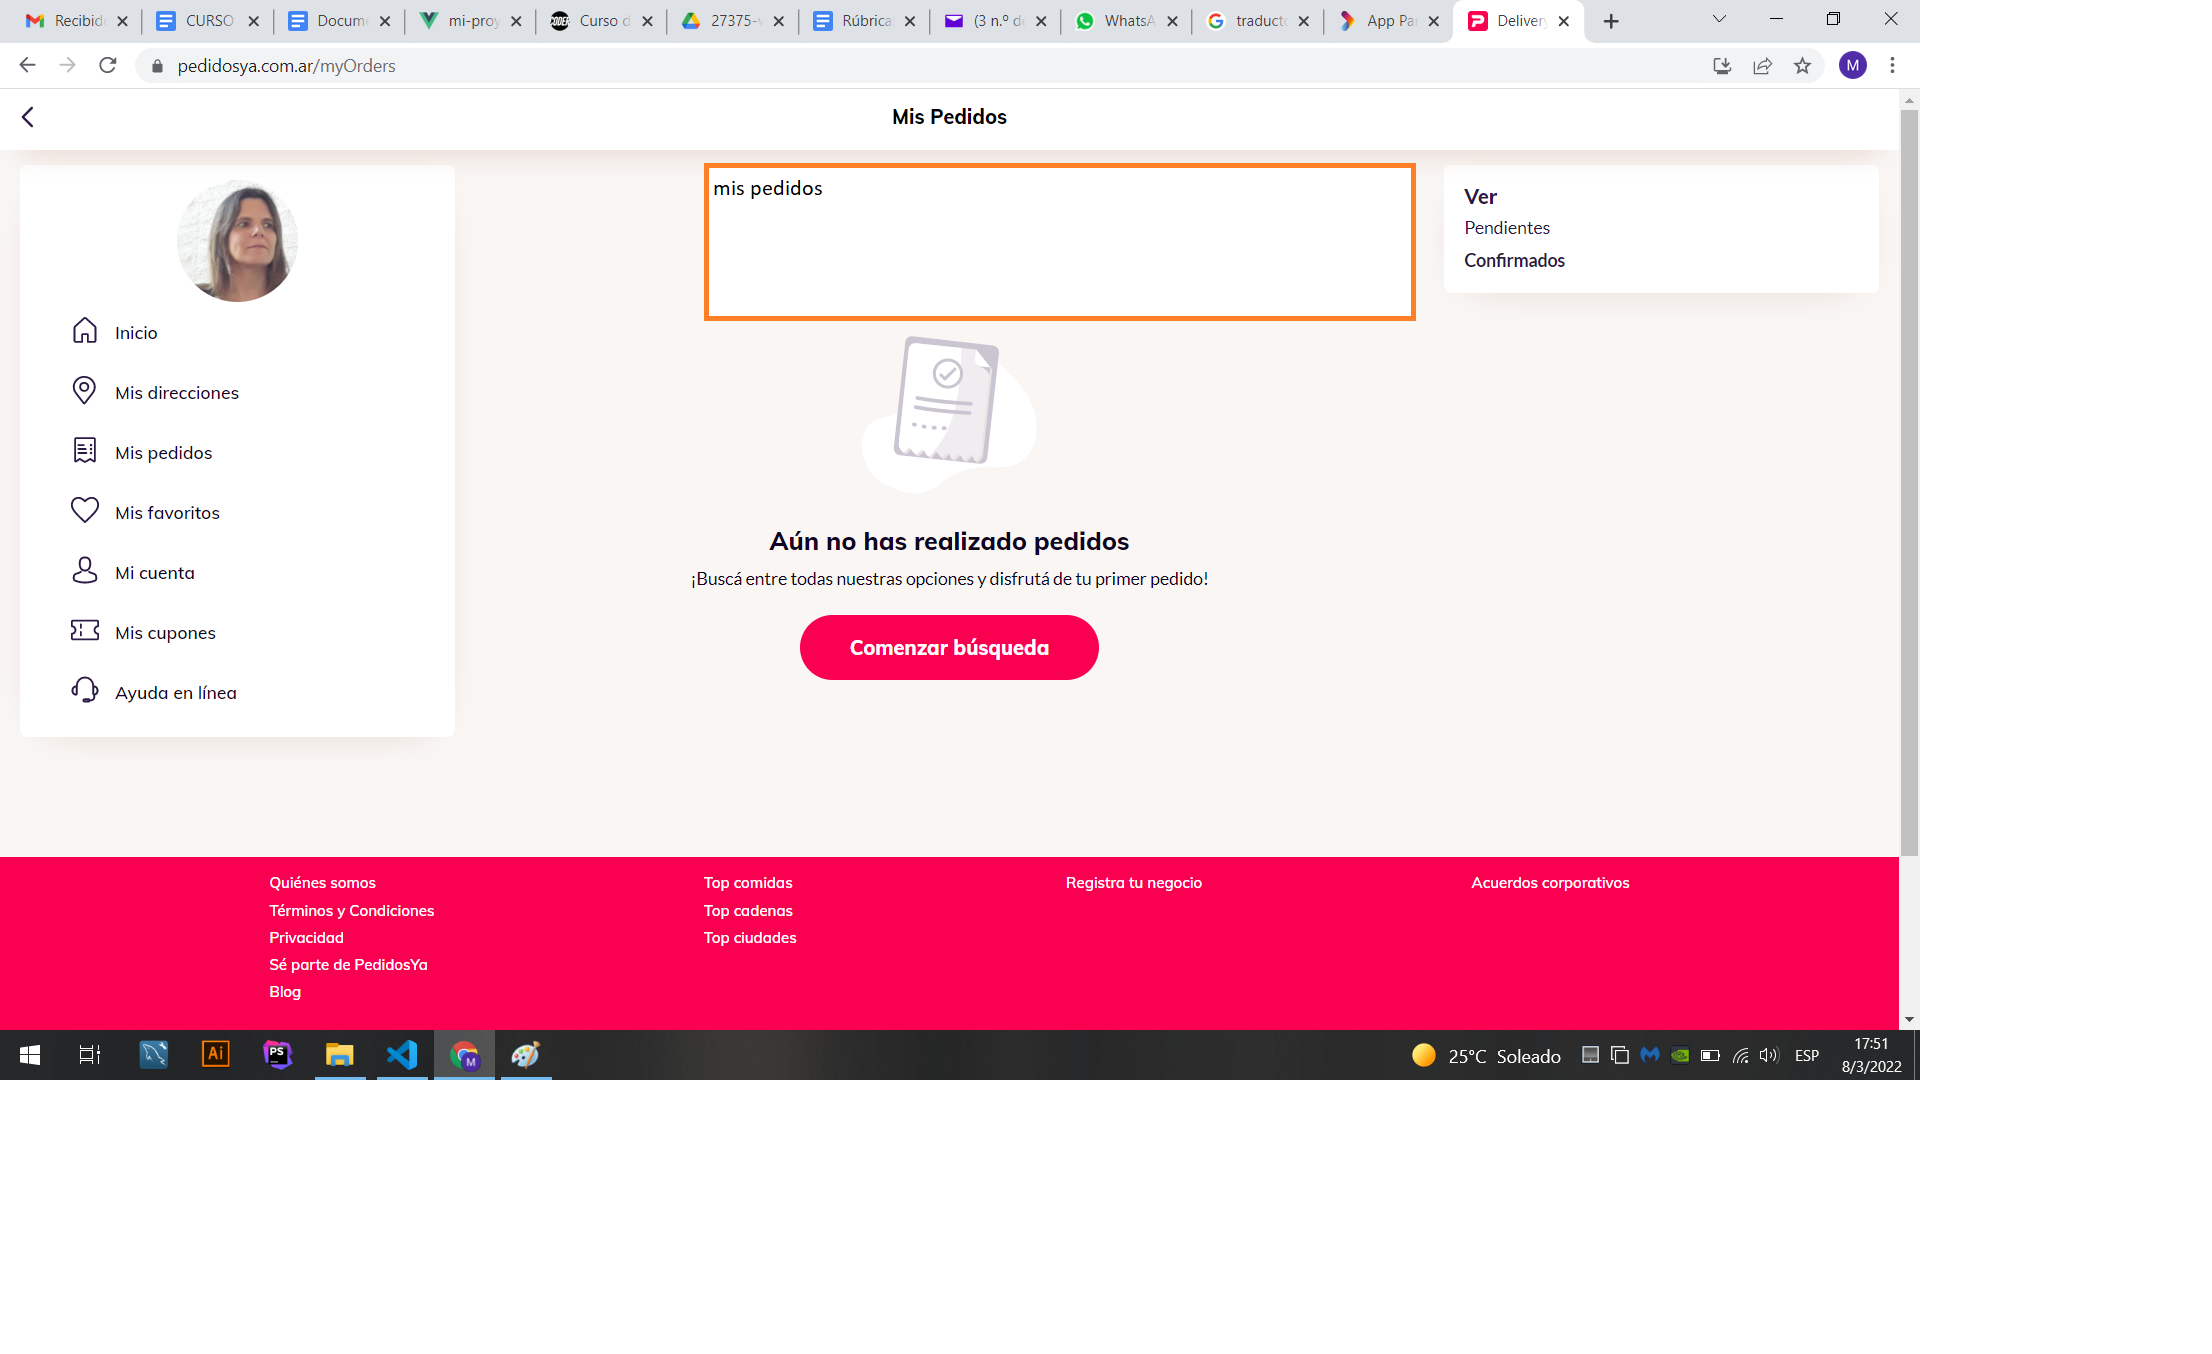 Recibid
CURSO
Docum
mi-proy
Curso d
27375-v
Rúbrica
(3 n.º de
WhatsA
traducto
App Pa
Delivery
pedidosya.com.ar/myOrders
M
Mis Pedidos
mis pedidos
Ver
Pendientes
Confirmados
Inicio
Mis direcciones
Mis pedidos
Mis favoritos
Mi cuenta
Mis cupones
Ayuda en línea
Aún no has realizado pedidos
¡Buscá entre todas nuestras opciones y disfrutá de tu primer pedido!
Comenzar búsqueda
Quiénes somos
Términos y Condiciones
Privacidad
Sé parte de PedidosYa
Blog
Top comidas
Top cadenas
Top ciudades
Registra tu negocio
Acuerdos corporativos
Ai
PS
M
25°C Soleado
ESP
17:51
8/3/2022